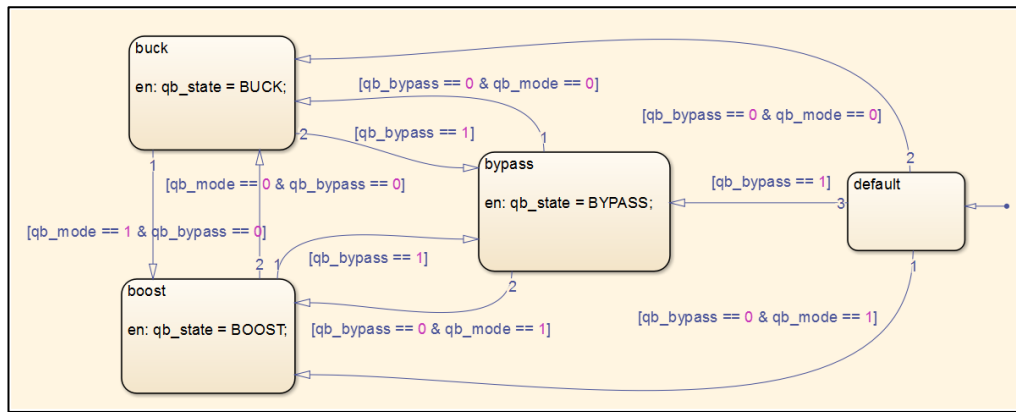 buck
en: qb_state = BUCK;
[qb_bypass == 0 & qb_mode == 0]
[qb_bypass == 0 & qb_mode == 0]
2
[qb_bypass == 1]
1
1
2
bypass
en: qb_state = BYPASS;
[qb_bypass == 1]
3
default
[qb_mode == 0 & qb_bypass == 0]
[qb_mode == 1 & qb_bypass == 0]
2
1
[qb_bypass == 1]
2
1
boost
en: qb_state = BOOST;
[qb_bypass == 0 & qb_mode == 1]
[qb_bypass == 0 & qb_mode == 1]